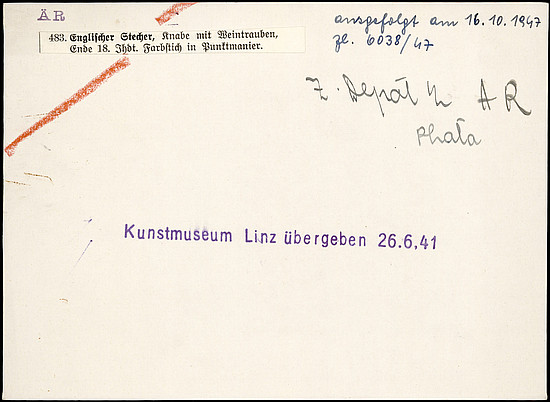 ÄR
483. Englischer Stecher, Knabe mit Weintrauben,
Ende 18. Jhdt. Farbstich in Punktmanier.
ausgefolgt am 16.10.1947
zl. 6038/47
Z. Depot AR
Kunstmuseum Linz übergeben 26.6.41